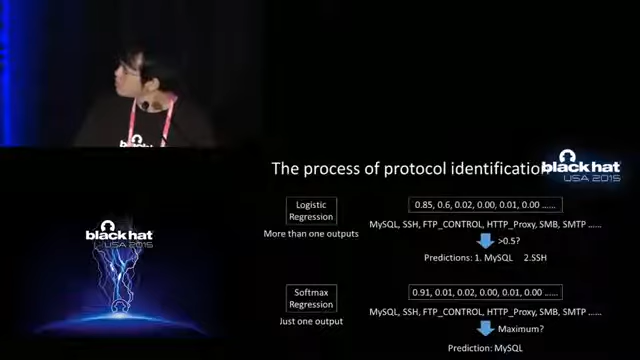 black hat
The process of protocol identification
black hat
USA 2015
Logistic
Regression
0.85, 0.6, 0.02, 0.00, 0.01, 0.00 ......
More than one outputs
MySQL, SSH, FTP_CONTROL, HTTP_Proxy, SMB, SMTP ......
>0.5?
Predictions: 1. MySQL 2.SSH
black hat
USA 2015
Softmax
Regression
0.91, 0.01, 0.02, 0.00, 0.01, 0.00 ......
Just one output
MySQL, SSH, FTP_CONTROL, HTTP_Proxy, SMB, SMTP ......
Maximum?
Prediction: MySQL